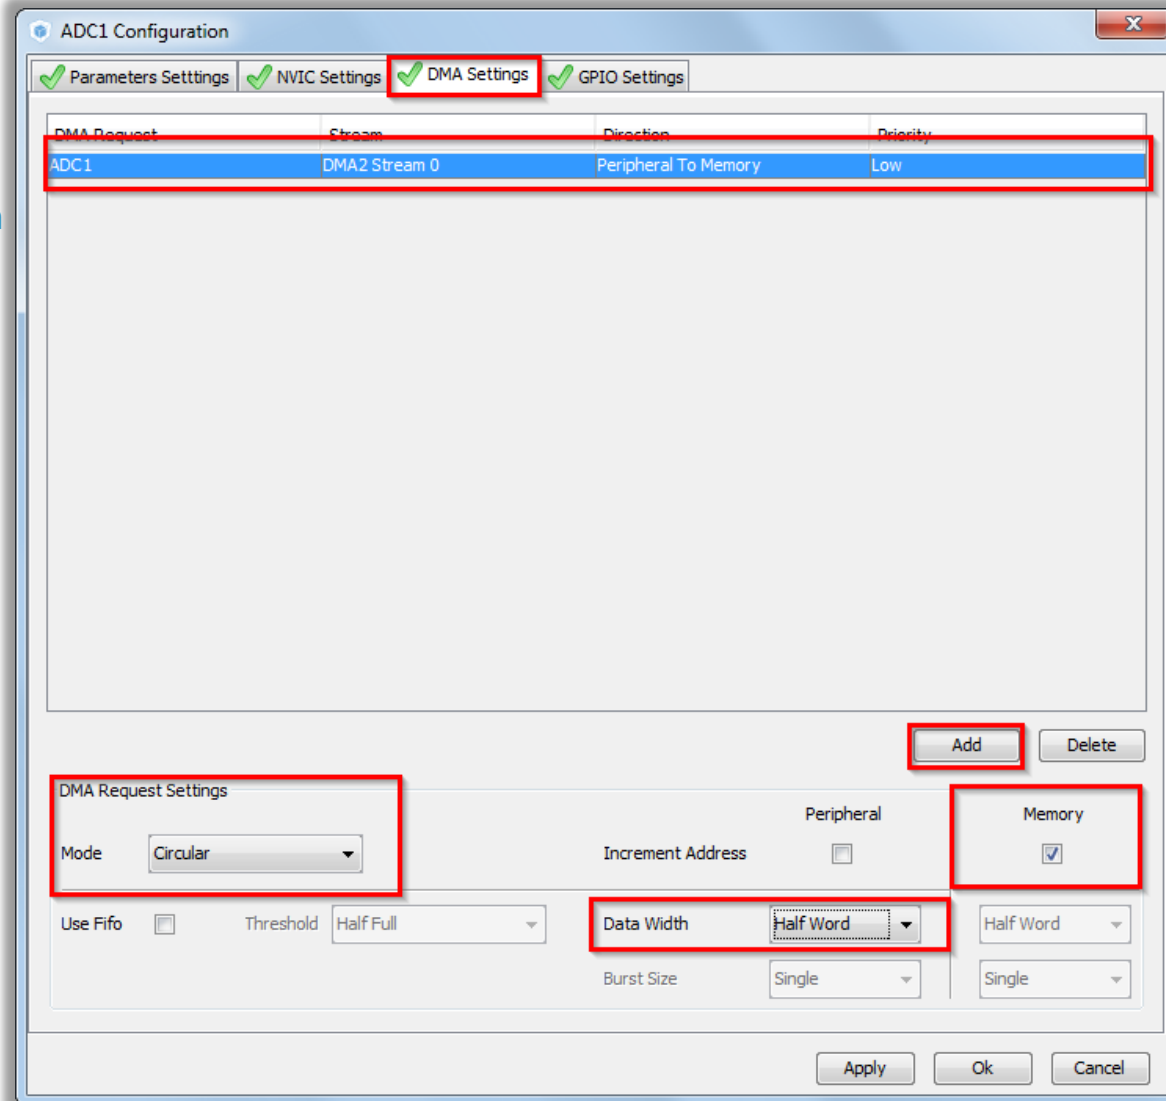 ADC1 Configuration
Parameters Setttings NVIC Settings DMA Settings GPIO Settings
DMA Request Stream Direction Priority
ADC1 DMA2 Stream 0 Peripheral To Memory Low
Add Delete
DMA Request Settings
Peripheral Memory
Mode Circular Increment Address
Use Fifo Threshold Half Full Data Width Half Word Half Word
Burst Size Single Single
Apply Ok Cancel